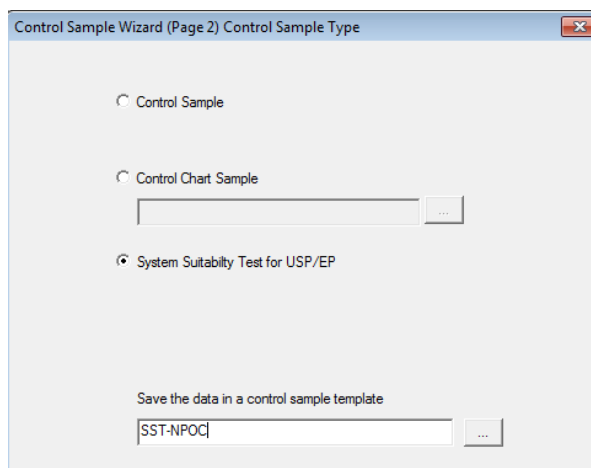 Control Sample Wizard (Page 2) Control Sample Type
Control Sample
Control Chart Sample
...
System Suitabilty Test for USP/EP
Save the data in a control sample template
SST-NPOC
...